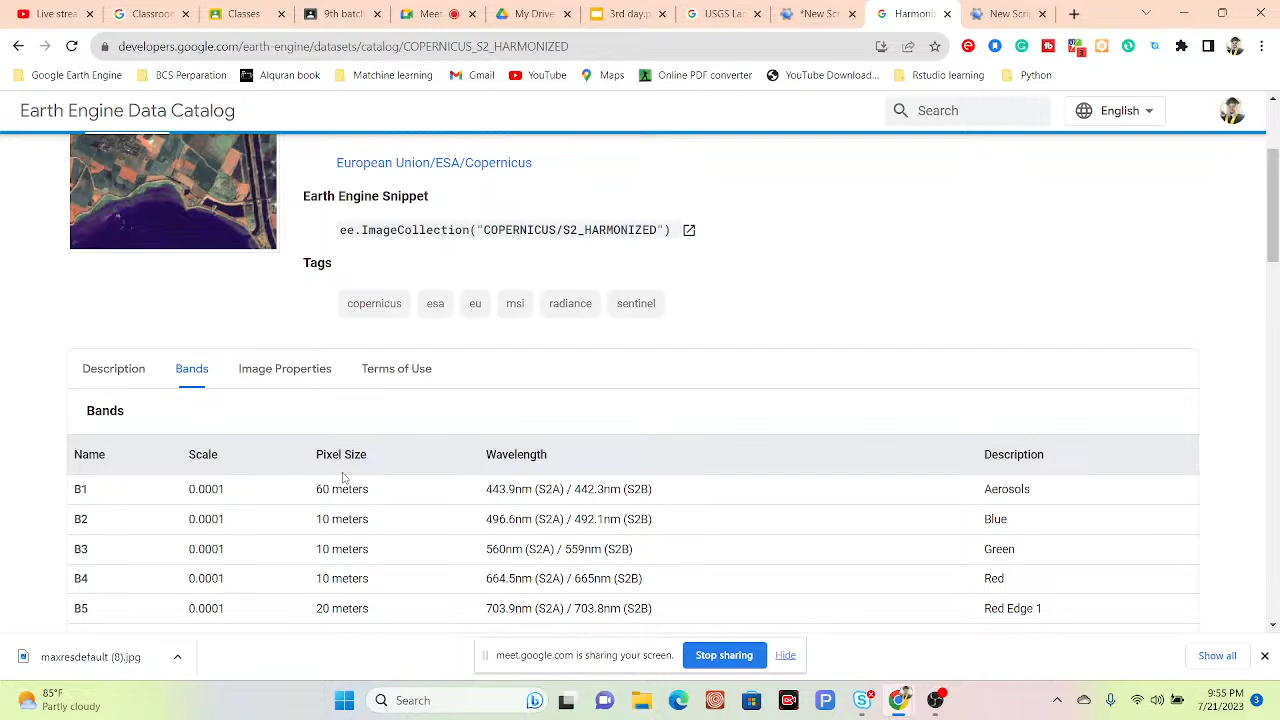 live strea
Classroom
Classes
9th batch
Meet
My Drive
3rd day.p
USGS Lan
*New Scri
Harmoniz
New Scrip
developers.google.com/earthengine/datasets/catalog/COPERNICUS_S2_HARMONIZED
3
Google Earth Engine
BCS Perparation
Alquran book
Matchine learning
Gmail
YouTube
Maps
Online PDF converter
YouTube Download...
Rstudio learning
Python
Earth Engine Data Catalog
Search
English
European Union/ESA/Copernicus
Earth Engine Snippet
ee.ImageCollection("COPERNICUS/S2_HARMONIZED")
Tags
copernicus esa eu msi radiance sentinel
Description Bands Image Properties Terms of Use
Bands
Name Scale Pixel Size Wavelength Description
B1 0.0001 60 meters 443.9nm (S2A) / 442.3nm (S2B) Aerosols
B2 0.0001 10 meters 496.6nm (S2A) / 492.1nm (S2B) Blue
B3 0.0001 10 meters 560nm (S2A) / 559nm (S2B) Green
B4 0.0001 10 meters 664.5nm (S2A) / 665nm (S2B) Red
B5 0.0001 20 meters 703.9nm (S2A) / 703.8nm (S2B) Red Edge 1
maxresdefault (8).jpg
meet.google.com is sharing your screen.
Stop sharing
Hide
Show all
85°F
Partly cloudy
Search
9:55 PM
7/21/2023
3